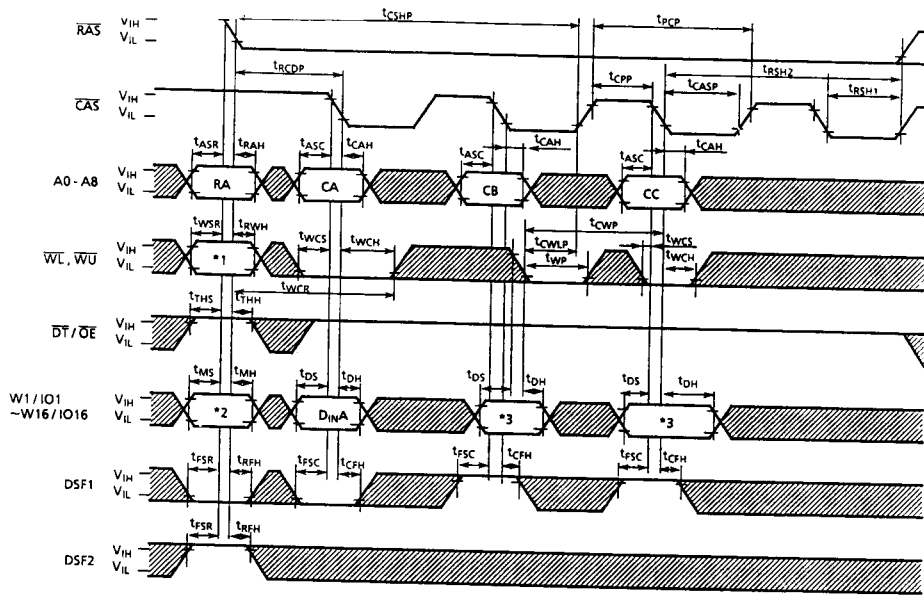 tCSHP tPCP
RAS VIH
VIL
tRCDP tCPP tRSH2
tCASP tRSH1
CAS VIH
VIL
tASR tRAH tASC tCAH tASC tCAH tASC tCAH
A0 - A8 VIH
VIL
RA CA CB CC
tWSR tRWH tWCS tWCH tCWP tCWLP tWP tWCS tWCH
WL, WU VIH
VIL
*1
tWCR
tTHS tTHH
DT / OE VIH
VIL
tMS tMH tDS tDH tDS tDH tDS tDH
W1 / IO1
~W16 / IO16
VIH
VIL
*2 DINA *3 *3
tFSR tRFH tFSC tCFH tFSC tCFH tFSC tCFH
DSF1 VIH
VIL
tFSR tRFH
DSF2 VIH
VIL